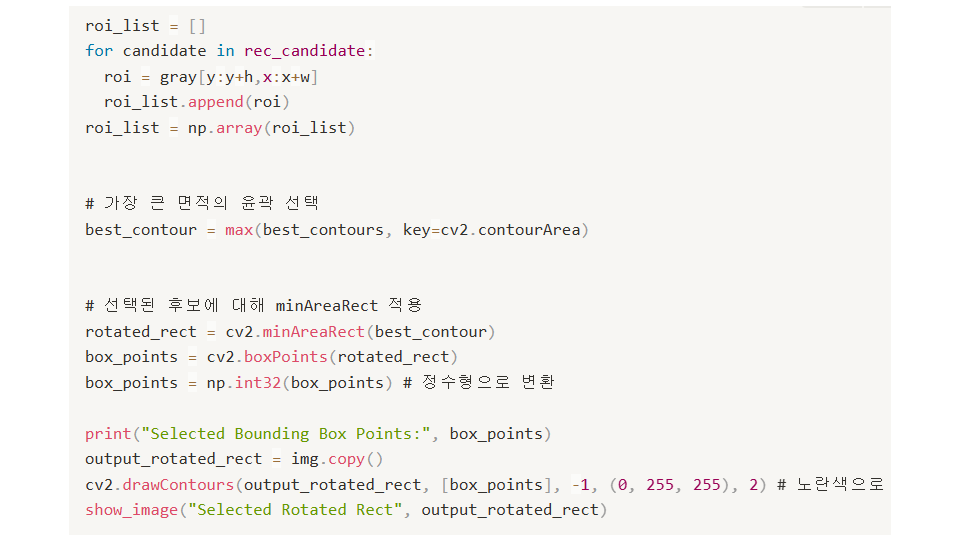 roi_list = []
for candidate in rec_candidate:
  roi = gray[y:y+h,x:x+w]
  roi_list.append(roi)
roi_list = np.array(roi_list)
# 가장 큰 면적의 윤곽 선택
best_contour = max(best_contours, key=cv2.contourArea)
# 선택된 후보에 대해 minAreaRect 적용
rotated_rect = cv2.minAreaRect(best_contour)
box_points = cv2.boxPoints(rotated_rect)
box_points = np.int32(box_points) # 정수형으로 변환
print("Selected Bounding Box Points:", box_points)
output_rotated_rect = img.copy()
cv2.drawContours(output_rotated_rect, [box_points], -1, (0, 255, 255), 2) # 노란색으로
show_image("Selected Rotated Rect", output_rotated_rect)